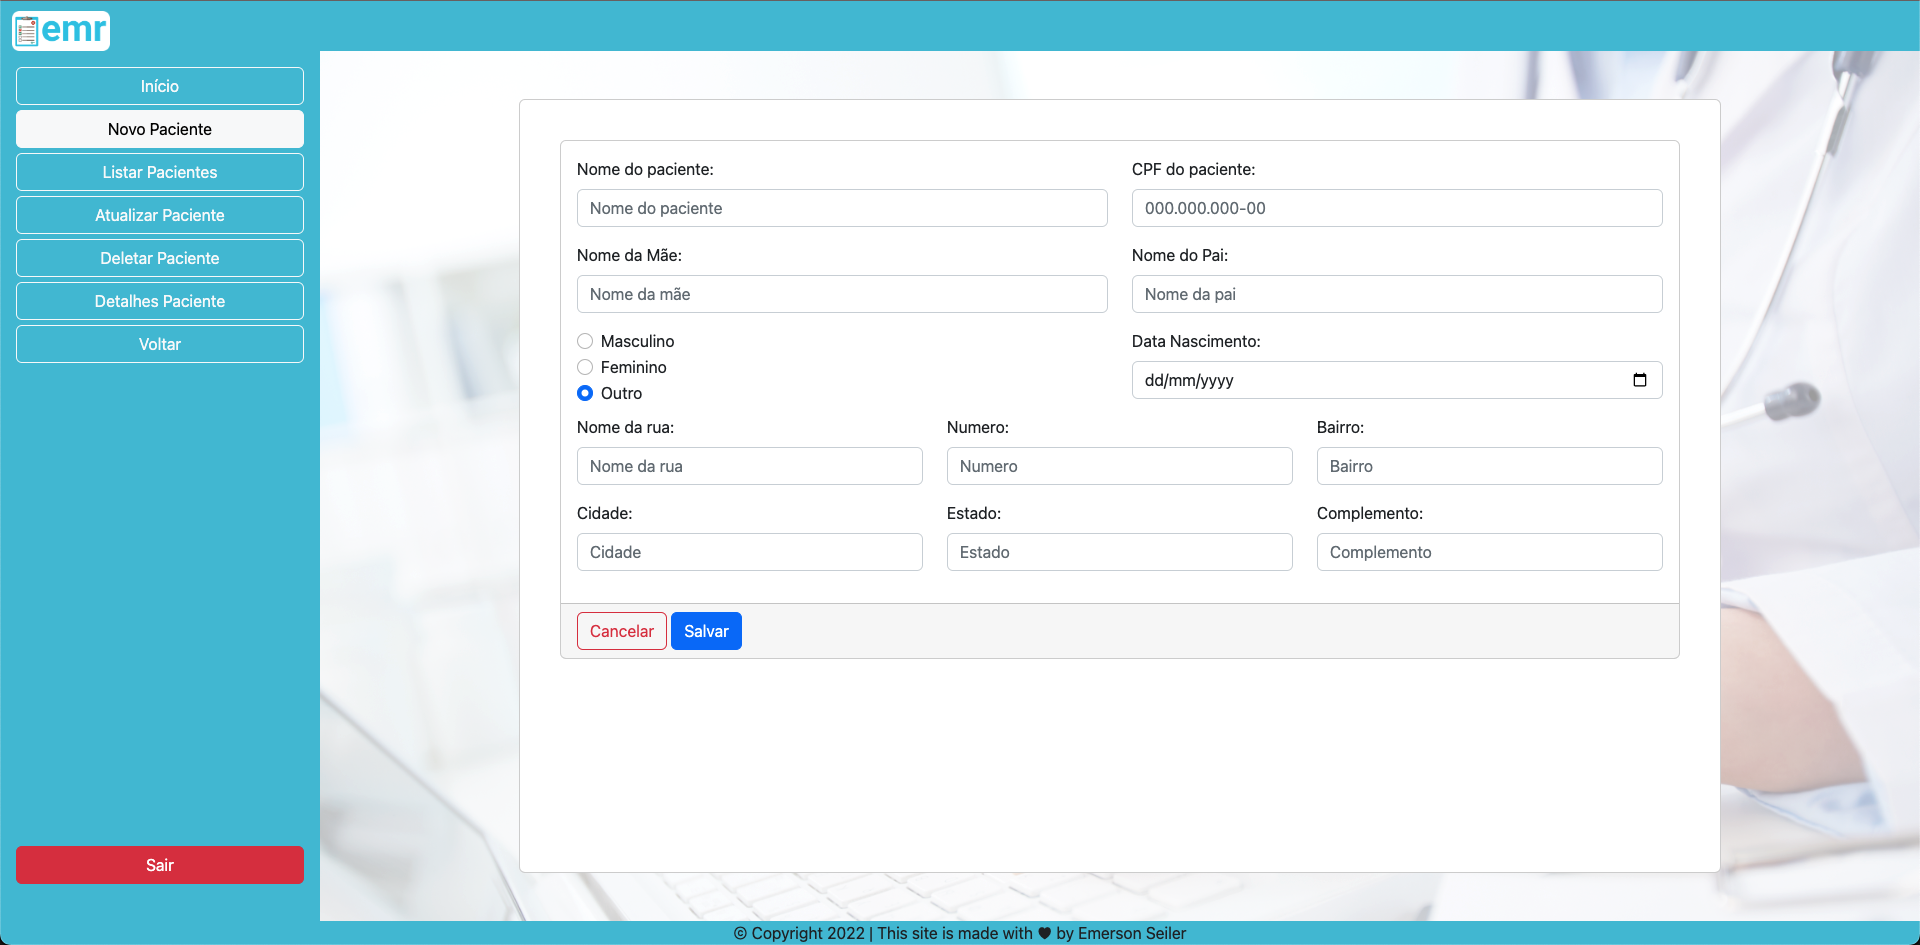 emr
Início
Novo Paciente
Listar Pacientes
Atualizar Paciente
Deletar Paciente
Detalhes Paciente
Voltar
Sair
Nome do paciente:
Nome do paciente
CPF do paciente:
000.000.000-00
Nome da Mãe:
Nome da mãe
Nome do Pai:
Nome da pai
Masculino
Feminino
Outro
Data Nascimento:
dd/mm/yyyy
Nome da rua:
Nome da rua
Numero:
Numero
Bairro:
Bairro
Cidade:
Cidade
Estado:
Estado
Complemento:
Complemento
Cancelar
Salvar
© Copyright 2022 | This site is made with ♥ by Emerson Seiler